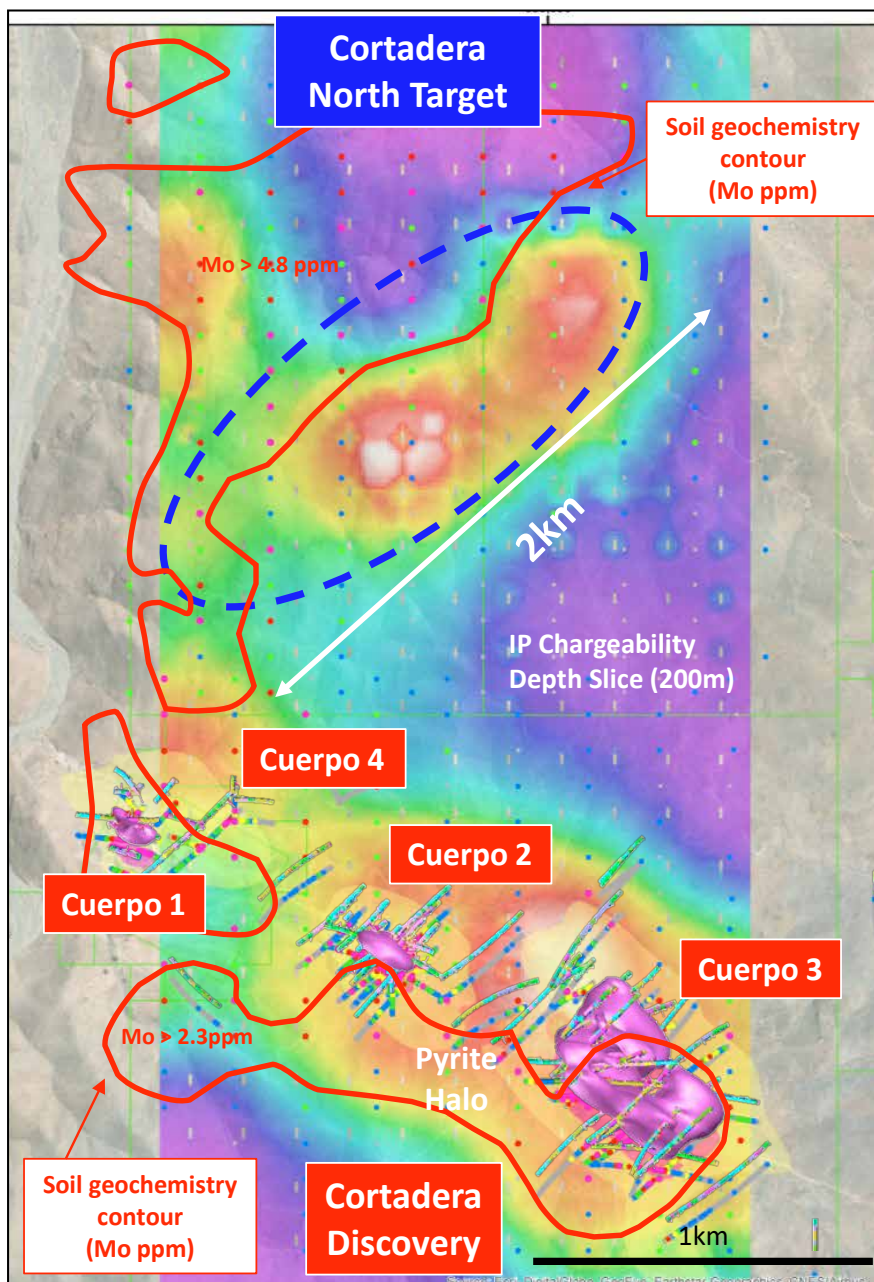 Cortadera
North Target
Soil geochemistry
contour
(Mo ppm)
Mo > 4.8 ppm
2km
IP Chargeability
Depth Slice (200m)
Cuerpo 4
Cuerpo 2
Cuerpo 1
Cuerpo 3
Mo > 2.3ppm
Pyrite
Halo
Soil geochemistry
contour
(Mo ppm)
Cortadera
Discovery
1km